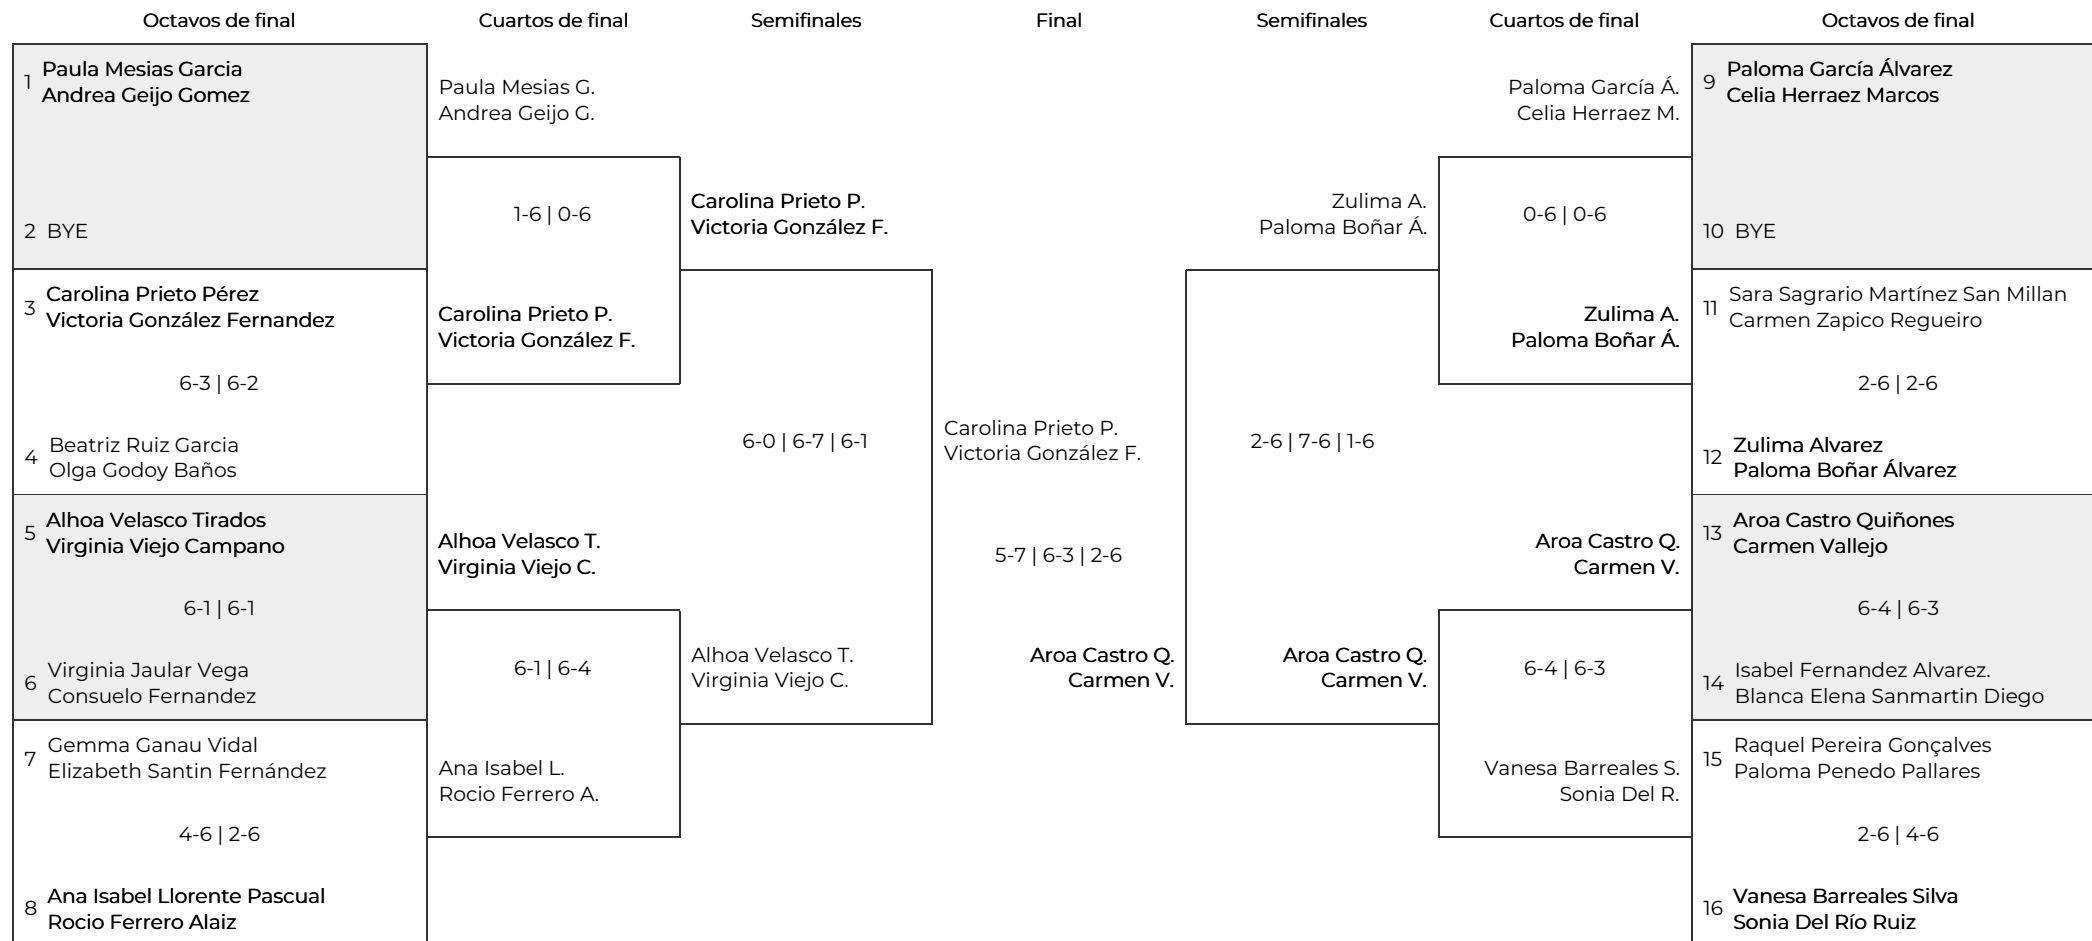 Octavos de final
Cuartos de final
Semifinales
Final
Semifinales
Cuartos de final
Octavos de final
1
Paula Mesias Garcia
Andrea Geijo Gomez
2 BYE
3
Carolina Prieto Pérez
Victoria González Fernandez
6-3 | 6-2
4
Beatriz Ruiz Garcia
Olga Godoy Baños
5
Alhoa Velasco Tirados
Virginia Viejo Campano
6-1 | 6-1
6
Virginia Jaular Vega
Consuelo Fernandez
7
Gemma Ganau Vidal
Elizabeth Santin Fernández
4-6 | 2-6
8
Ana Isabel Llorente Pascual
Rocio Ferrero Alaiz
Paula Mesias G.
Andrea Geijo G.
1-6 | 0-6
Carolina Prieto P.
Victoria González F.
Alhoa Velasco T.
Virginia Viejo C.
6-1 | 6-4
Ana Isabel L.
Rocio Ferrero A.
Carolina Prieto P.
Victoria González F.
6-0 | 6-7 | 6-1
Alhoa Velasco T.
Virginia Viejo C.
Carolina Prieto P.
Victoria González F.
5-7 | 6-3 | 2-6
Aroa Castro Q.
Carmen V.
Zulima A.
Paloma Boñar Á.
2-6 | 7-6 | 1-6
Aroa Castro Q.
Carmen V.
Paloma García Á.
Celia Herraez M.
0-6 | 0-6
Zulima A.
Paloma Boñar Á.
Aroa Castro Q.
Carmen V.
6-4 | 6-3
Vanesa Barreales S.
Sonia Del R.
9
Paloma García Álvarez
Celia Herraez Marcos
10 BYE
11
Sara Sagrario Martínez San Millan
Carmen Zapico Regueiro
2-6 | 2-6
12
Zulima Alvarez
Paloma Boñar Álvarez
13
Aroa Castro Quiñones
Carmen Vallejo
6-4 | 6-3
14
Isabel Fernandez Alvarez.
Blanca Elena Sanmartin Diego
15
Raquel Pereira Gonçalves
Paloma Penedo Pallares
2-6 | 4-6
16
Vanesa Barreales Silva
Sonia Del Río Ruiz